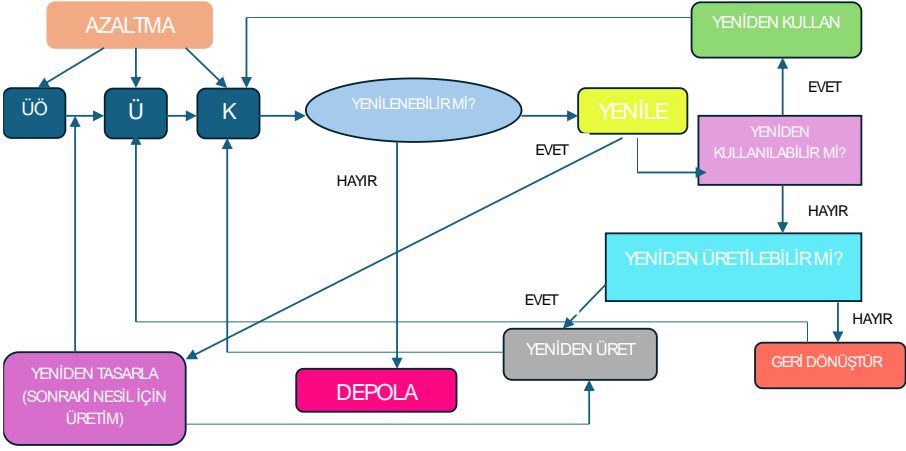 AZALTMA
YENİDEN KULLAN
EVET
ÜÖ
Ü
K
YENİLENEBİLİR Mİ?
YENİLE
YENİDEN
KULLANILABİLİR Mİ?
EVET
HAYIR
HAYIR
YENİDEN ÜRETİLEBİLİR Mİ?
EVET
HAYIR
YENİDEN TASARLA
(SONRAKİ NESİL İÇİN
ÜRETİM)
DEPOLA
YENİDEN ÜRET
GERİ DÖNÜŞTÜR